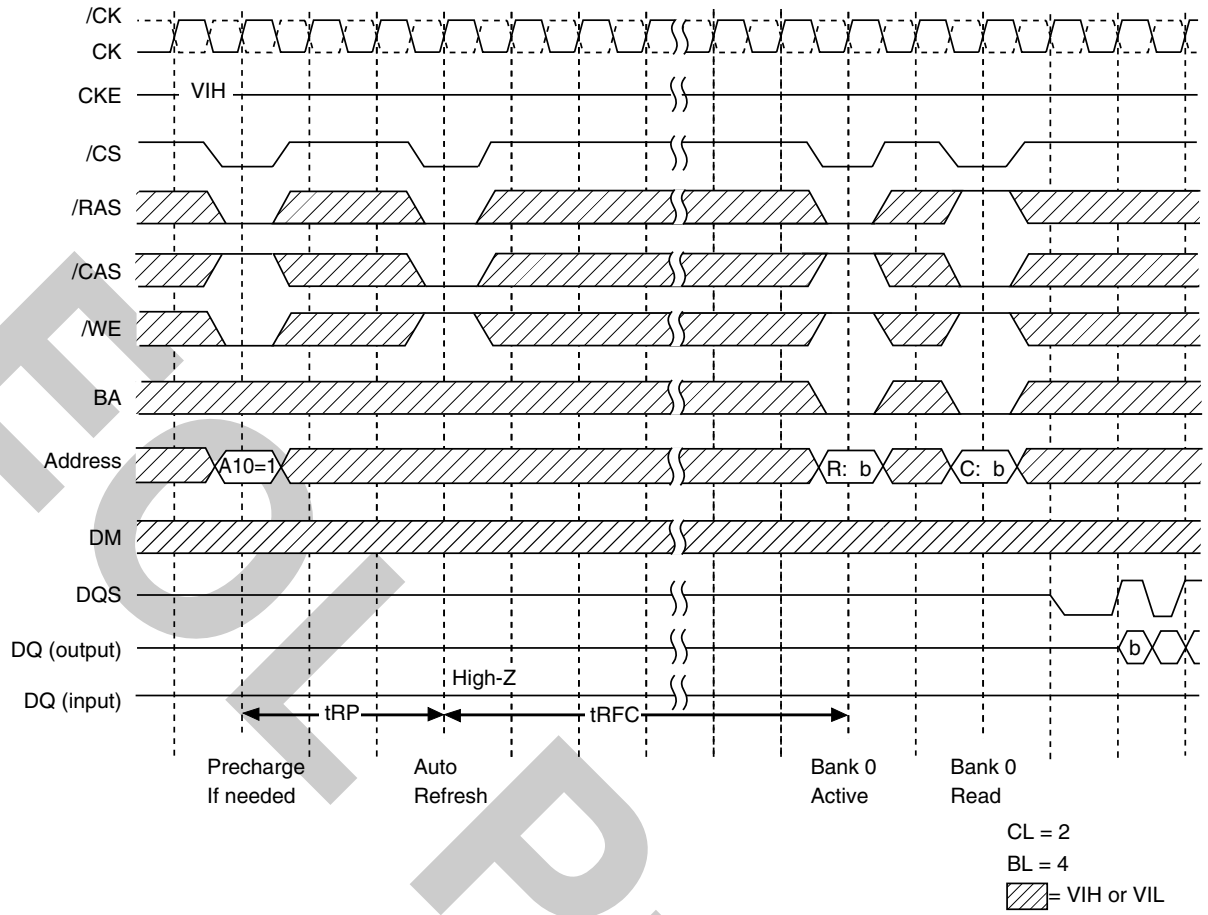 /CK
CK
CKE
VIH
/CS
/RAS
/CAS
/WE
BA
Address
A10=1
R: b
C: b
DM
DQS
DQ (output)
b
High-Z
DQ (input)
tRP
tRFC
Precharge
If needed
Auto
Refresh
Bank 0
Active
Bank 0
Read
CL = 2
BL = 4
= VIH or VIL